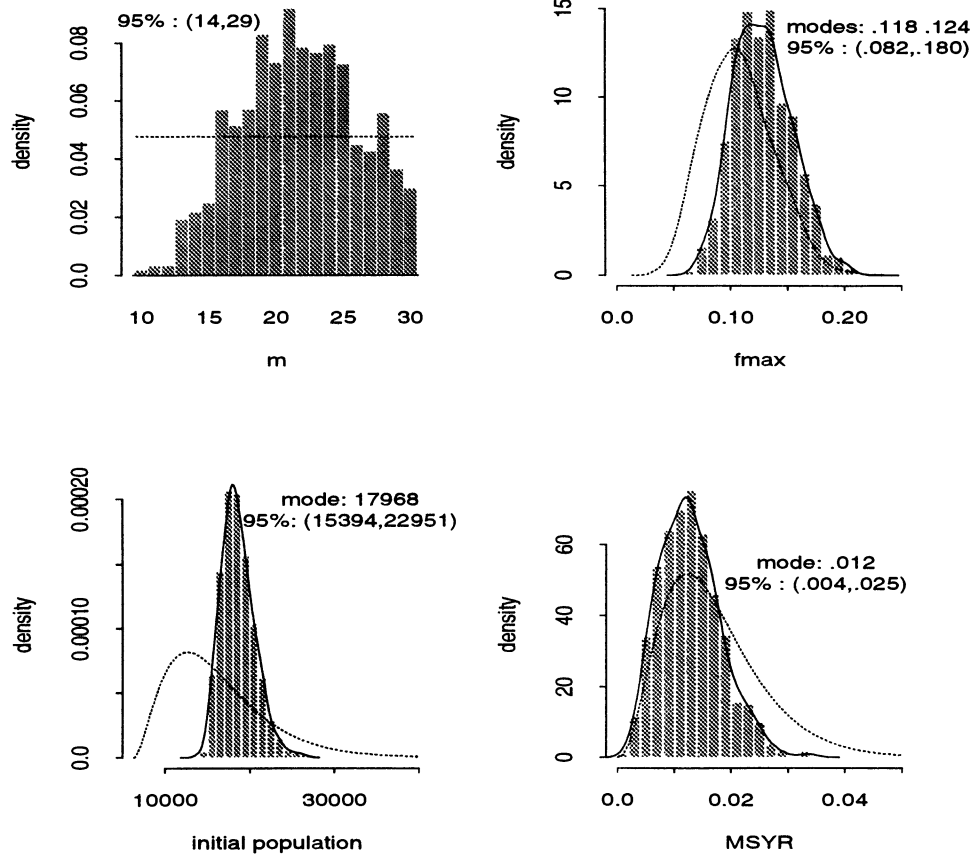 95% : (14,29)
density
0.0 0.02 0.04 0.06 0.08
10 15 20 25 30
m
modes: .118 .124
95% : (.082,.180)
density
0 5 10 15
0.0 0.10 0.20
fmax
mode: 17968
95%: (15394,22951)
density
0.0 0.00010 0.00020
10000 30000
initial population
mode: .012
95% : (.004,.025)
density
0 20 40 60
0.0 0.02 0.04
MSYR